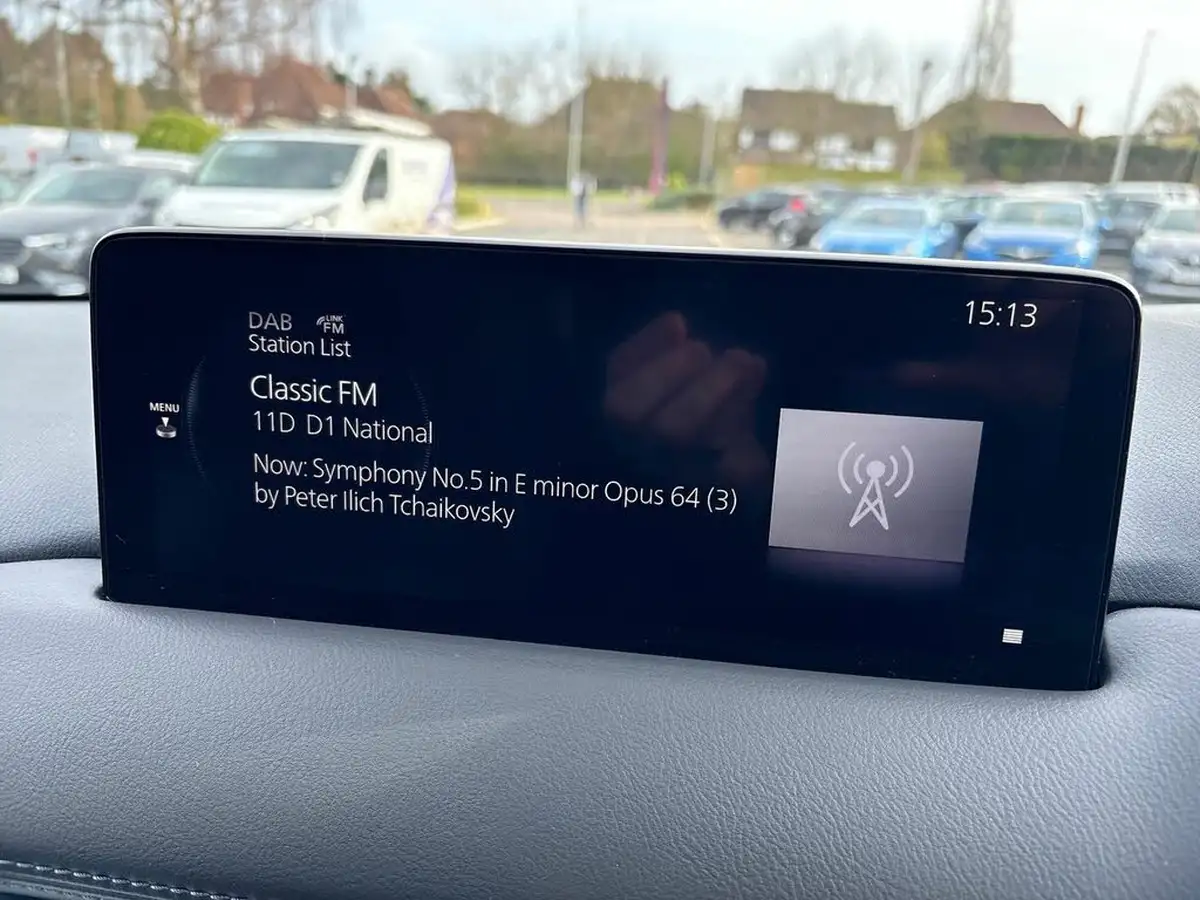 DAB LINK FM
15:13
Station List
Classic FM
MENU
11D D1 National
Now: Symphony No.5 in E minor Opus 64 (3)
by Peter Ilich Tchaikovsky